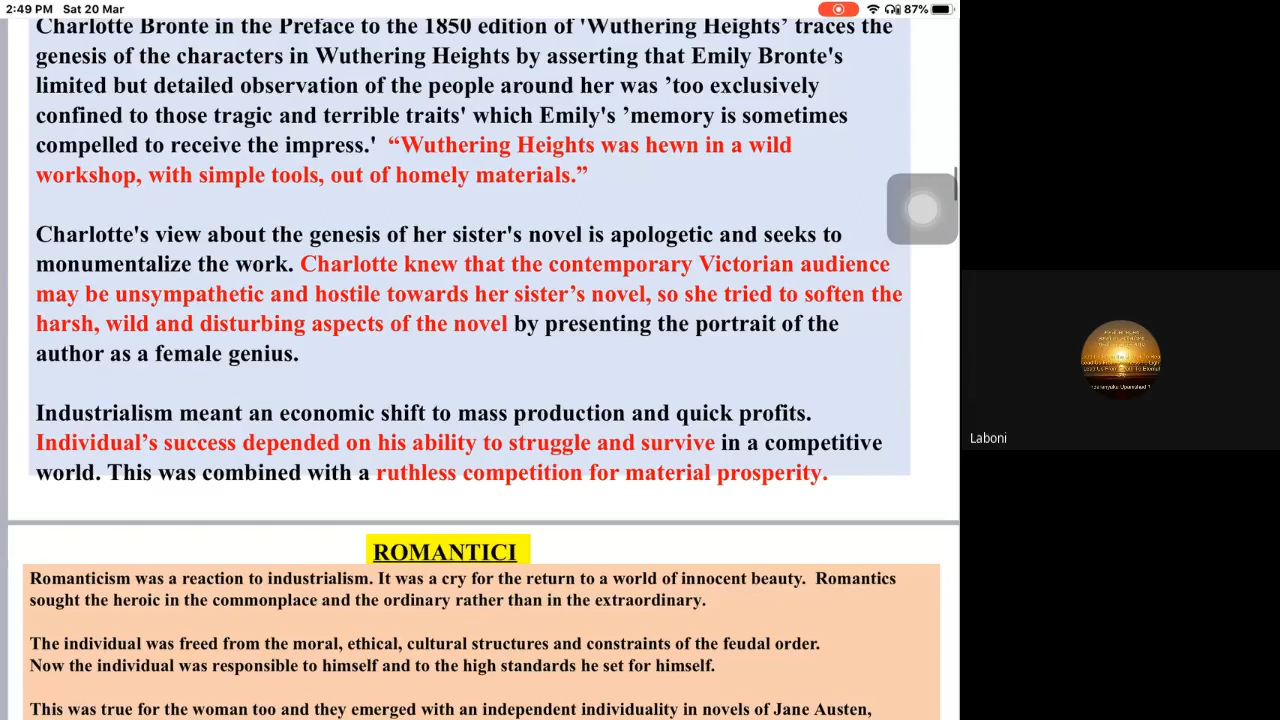 2:49 PM Sat 20 Mar
87%
Charlotte Bronte in the Preface to the 1850 edition of 'Wuthering Heights’ traces the
genesis of the characters in Wuthering Heights by asserting that Emily Bronte's
limited but detailed observation of the people around her was ’too exclusively
confined to those tragic and terrible traits' which Emily's ’memory is sometimes
compelled to receive the impress.' “Wuthering Heights was hewn in a wild
workshop, with simple tools, out of homely materials.”
Charlotte's view about the genesis of her sister's novel is apologetic and seeks to
monumentalize the work. Charlotte knew that the contemporary Victorian audience
may be unsympathetic and hostile towards her sister’s novel, so she tried to soften the
harsh, wild and disturbing aspects of the novel by presenting the portrait of the
author as a female genius.
Industrialism meant an economic shift to mass production and quick profits.
Individual’s success depended on his ability to struggle and survive in a competitive
world. This was combined with a ruthless competition for material prosperity.
ROMANTICI
Romanticism was a reaction to industrialism. It was a cry for the return to a world of innocent beauty. Romantics
sought the heroic in the commonplace and the ordinary rather than in the extraordinary.
The individual was freed from the moral, ethical, cultural structures and constraints of the feudal order.
Now the individual was responsible to himself and to the high standards he set for himself.
This was true for the woman too and they emerged with an independent individuality in novels of Jane Austen,
Laboni